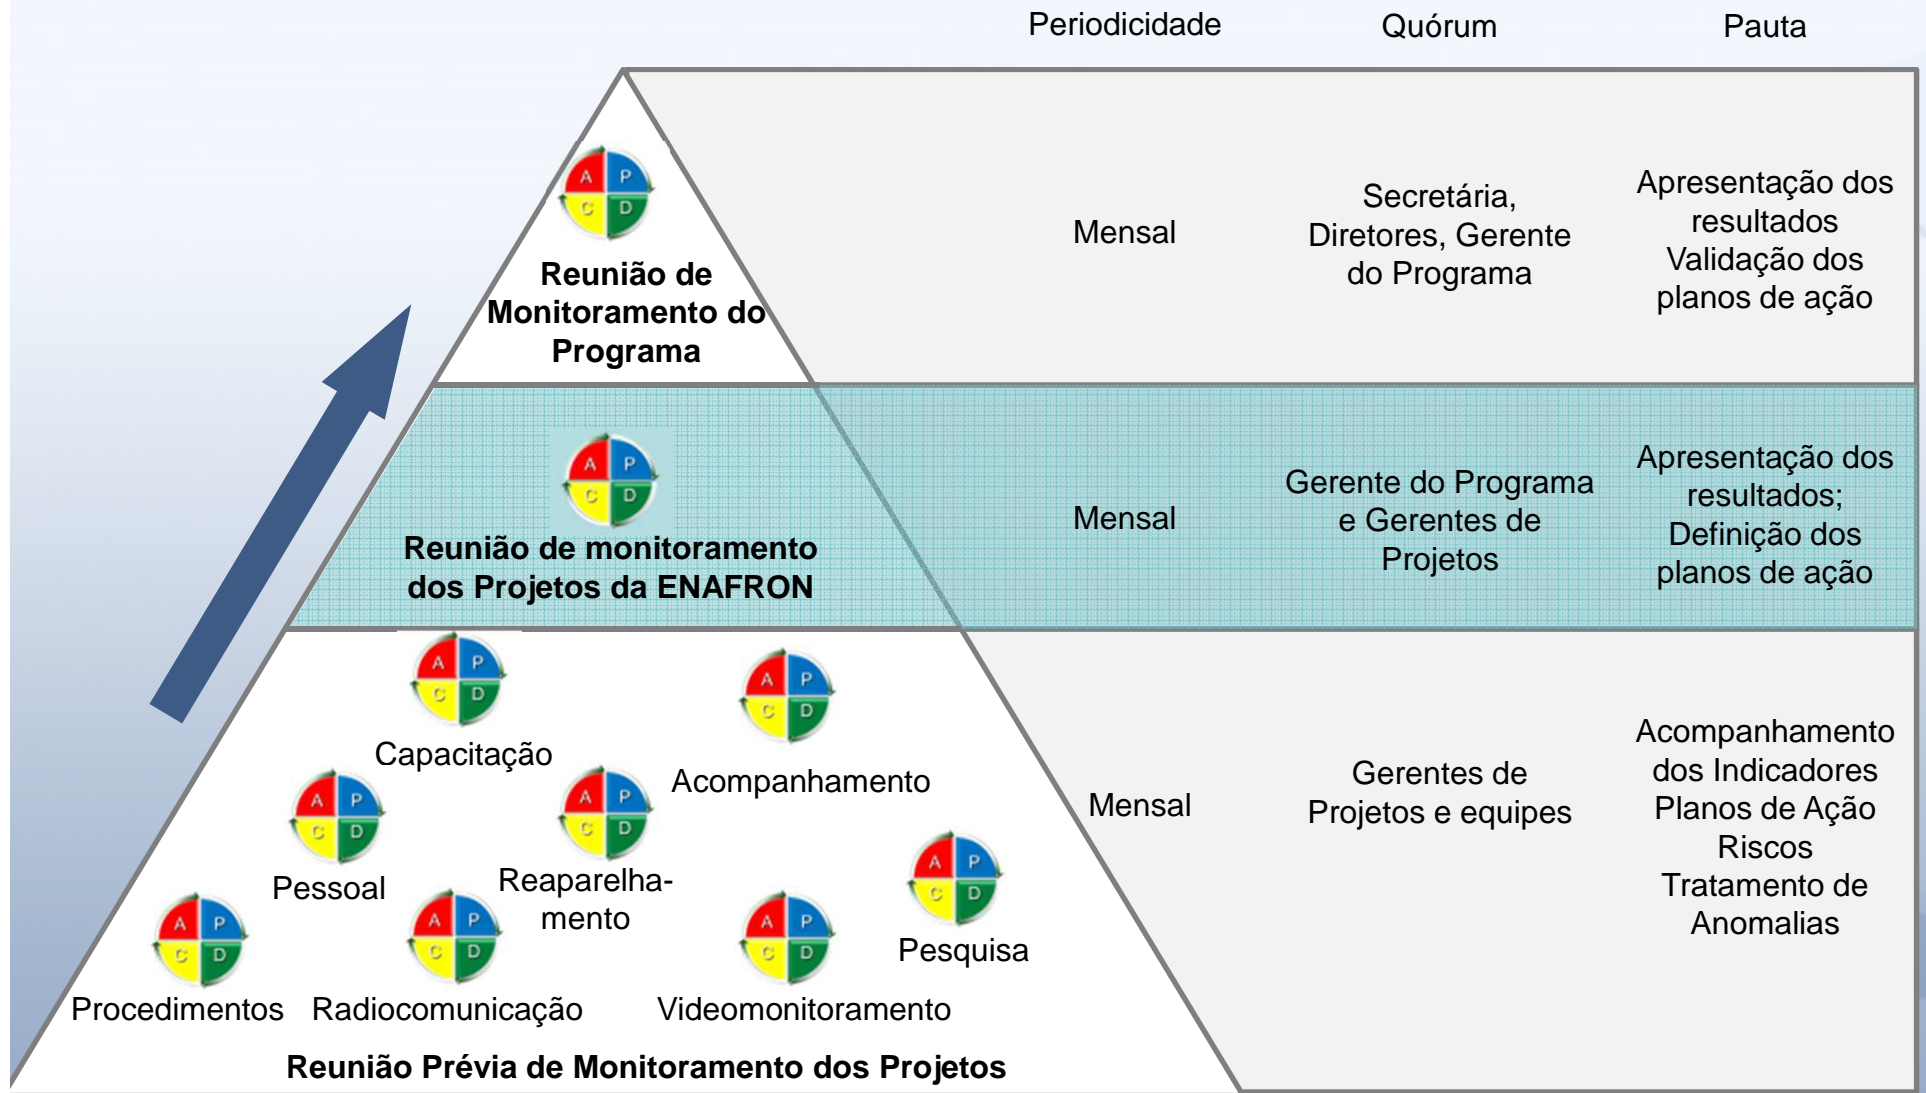 Periodicidade
Quórum
Pauta
A P
C D
Reunião de
Monitoramento do
Programa
Mensal
Secretária,
Diretores, Gerente
do Programa
Apresentação dos
resultados
Validação dos
planos de ação
A P
C D
Reunião de monitoramento
dos Projetos da ENAFRON
Mensal
Gerente do Programa
e Gerentes de
Projetos
Apresentação dos
resultados;
Definição dos
planos de ação
A P
C D
Capacitação
A P
C D
Acompanhamento
A P
C D
Pessoal
A P
C D
Reaparelha-
mento
A P
C D
Pesquisa
A P
C D
Procedimentos
A P
C D
Radiocomunicação
A P
C D
Videomonitoramento
Reunião Prévia de Monitoramento dos Projetos
Mensal
Gerentes de
Projetos e equipes
Acompanhamento
dos Indicadores
Planos de Ação
Riscos
Tratamento de
Anomalias